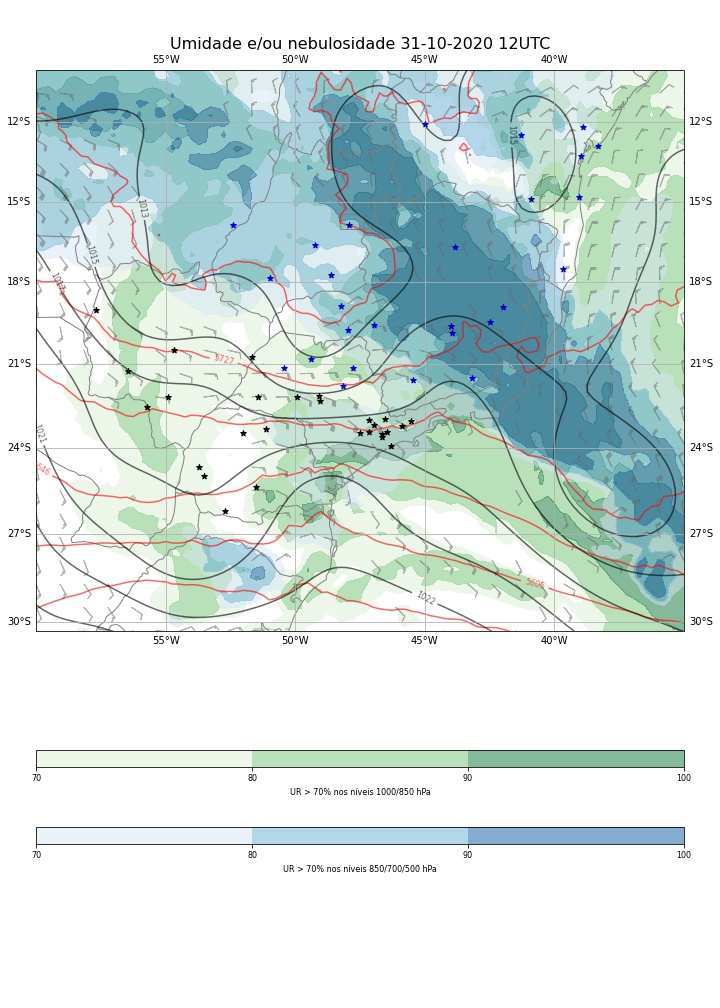 Umidade e/ou nebulosidade 31-10-2020 12UTC
55°W 50°W 45°W 40°W
12°S 12°S
1015
1013
15°S 15°S
1015
1017
18°S 18°S
5727
21°S 21°S
1021
24°S 24°S
646
27°S 27°S
5605
1022
30°S 30°S
55°W 50°W 45°W 40°W
70 80 90 100
UR > 70% nos níveis 1000/850 hPa
70 80 90 100
UR > 70% nos níveis 850/700/500 hPa